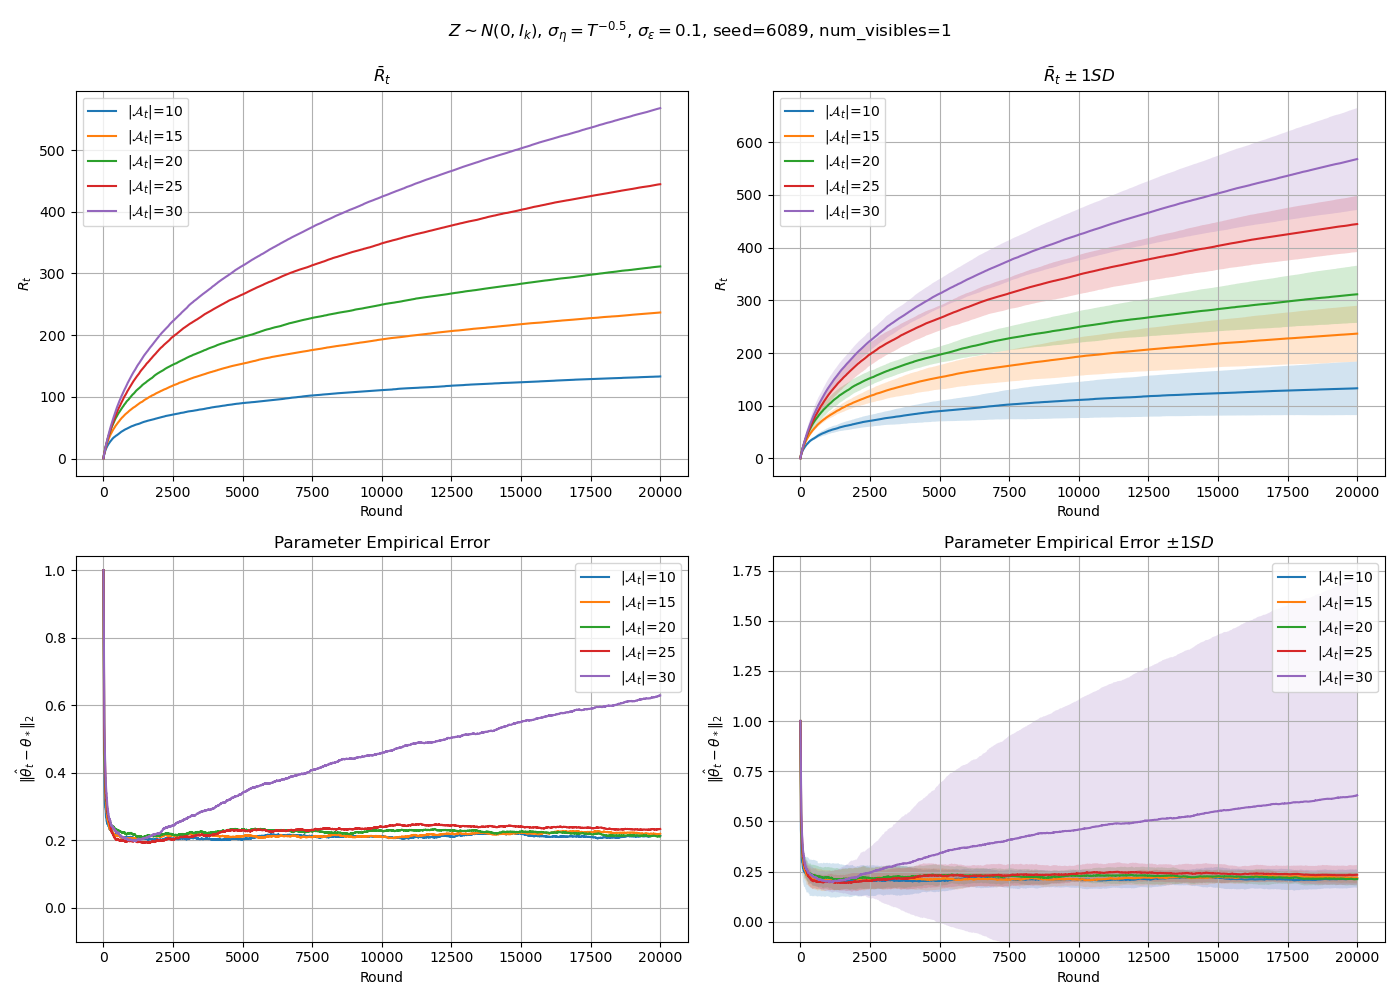 Z ∼ N(0, I_k), σ_η = T^{−0.5}, σ_ε = 0.1, seed=6089, num_visibles=1
R̄_t
R_t
500
400
300
200
100
0
|𝒜_t|=10
|𝒜_t|=15
|𝒜_t|=20
|𝒜_t|=25
|𝒜_t|=30
0 2500 5000 7500 10000 12500 15000 17500 20000
Round
R̄_t ± 1SD
R_t
600
500
400
300
200
100
0
|𝒜_t|=10
|𝒜_t|=15
|𝒜_t|=20
|𝒜_t|=25
|𝒜_t|=30
0 2500 5000 7500 10000 12500 15000 17500 20000
Round
Parameter Empirical Error
‖θ̂_t − θ_*‖_2
1.0
0.8
0.6
0.4
0.2
0.0
|𝒜_t|=10
|𝒜_t|=15
|𝒜_t|=20
|𝒜_t|=25
|𝒜_t|=30
0 2500 5000 7500 10000 12500 15000 17500 20000
Round
Parameter Empirical Error ±1SD
‖θ̂_t − θ_*‖_2
1.75
1.50
1.25
1.00
0.75
0.50
0.25
0.00
|𝒜_t|=10
|𝒜_t|=15
|𝒜_t|=20
|𝒜_t|=25
|𝒜_t|=30
0 2500 5000 7500 10000 12500 15000 17500 20000
Round